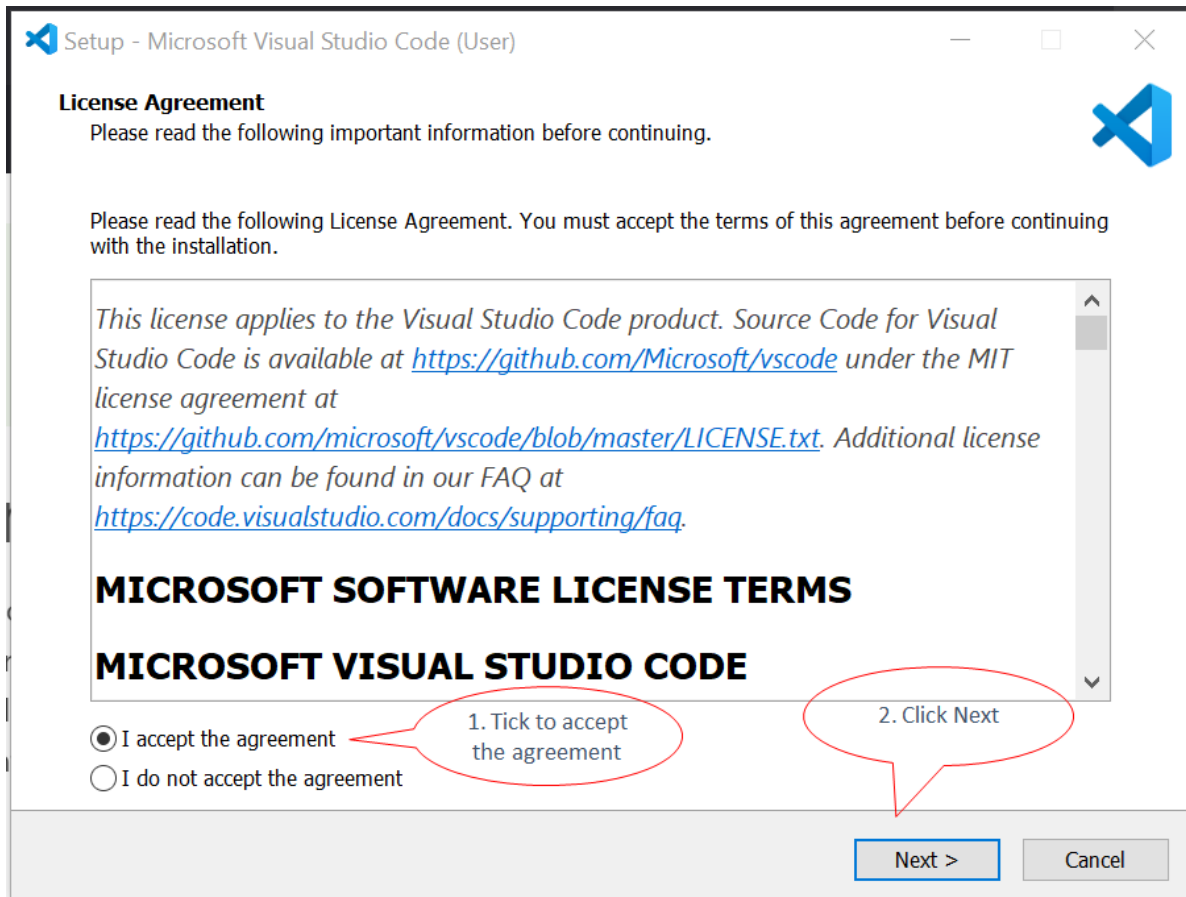 Setup - Microsoft Visual Studio Code (User)
License Agreement
Please read the following important information before continuing.
Please read the following License Agreement. You must accept the terms of this agreement before continuing
with the installation.
This license applies to the Visual Studio Code product. Source Code for Visual
Studio Code is available at https://github.com/Microsoft/vscode under the MIT
license agreement at
https://github.com/microsoft/vscode/blob/master/LICENSE.txt. Additional license
information can be found in our FAQ at
https://code.visualstudio.com/docs/supporting/faq.
MICROSOFT SOFTWARE LICENSE TERMS
MICROSOFT VISUAL STUDIO CODE
I accept the agreement
1. Tick to accept
the agreement
2. Click Next
I do not accept the agreement
Next >
Cancel